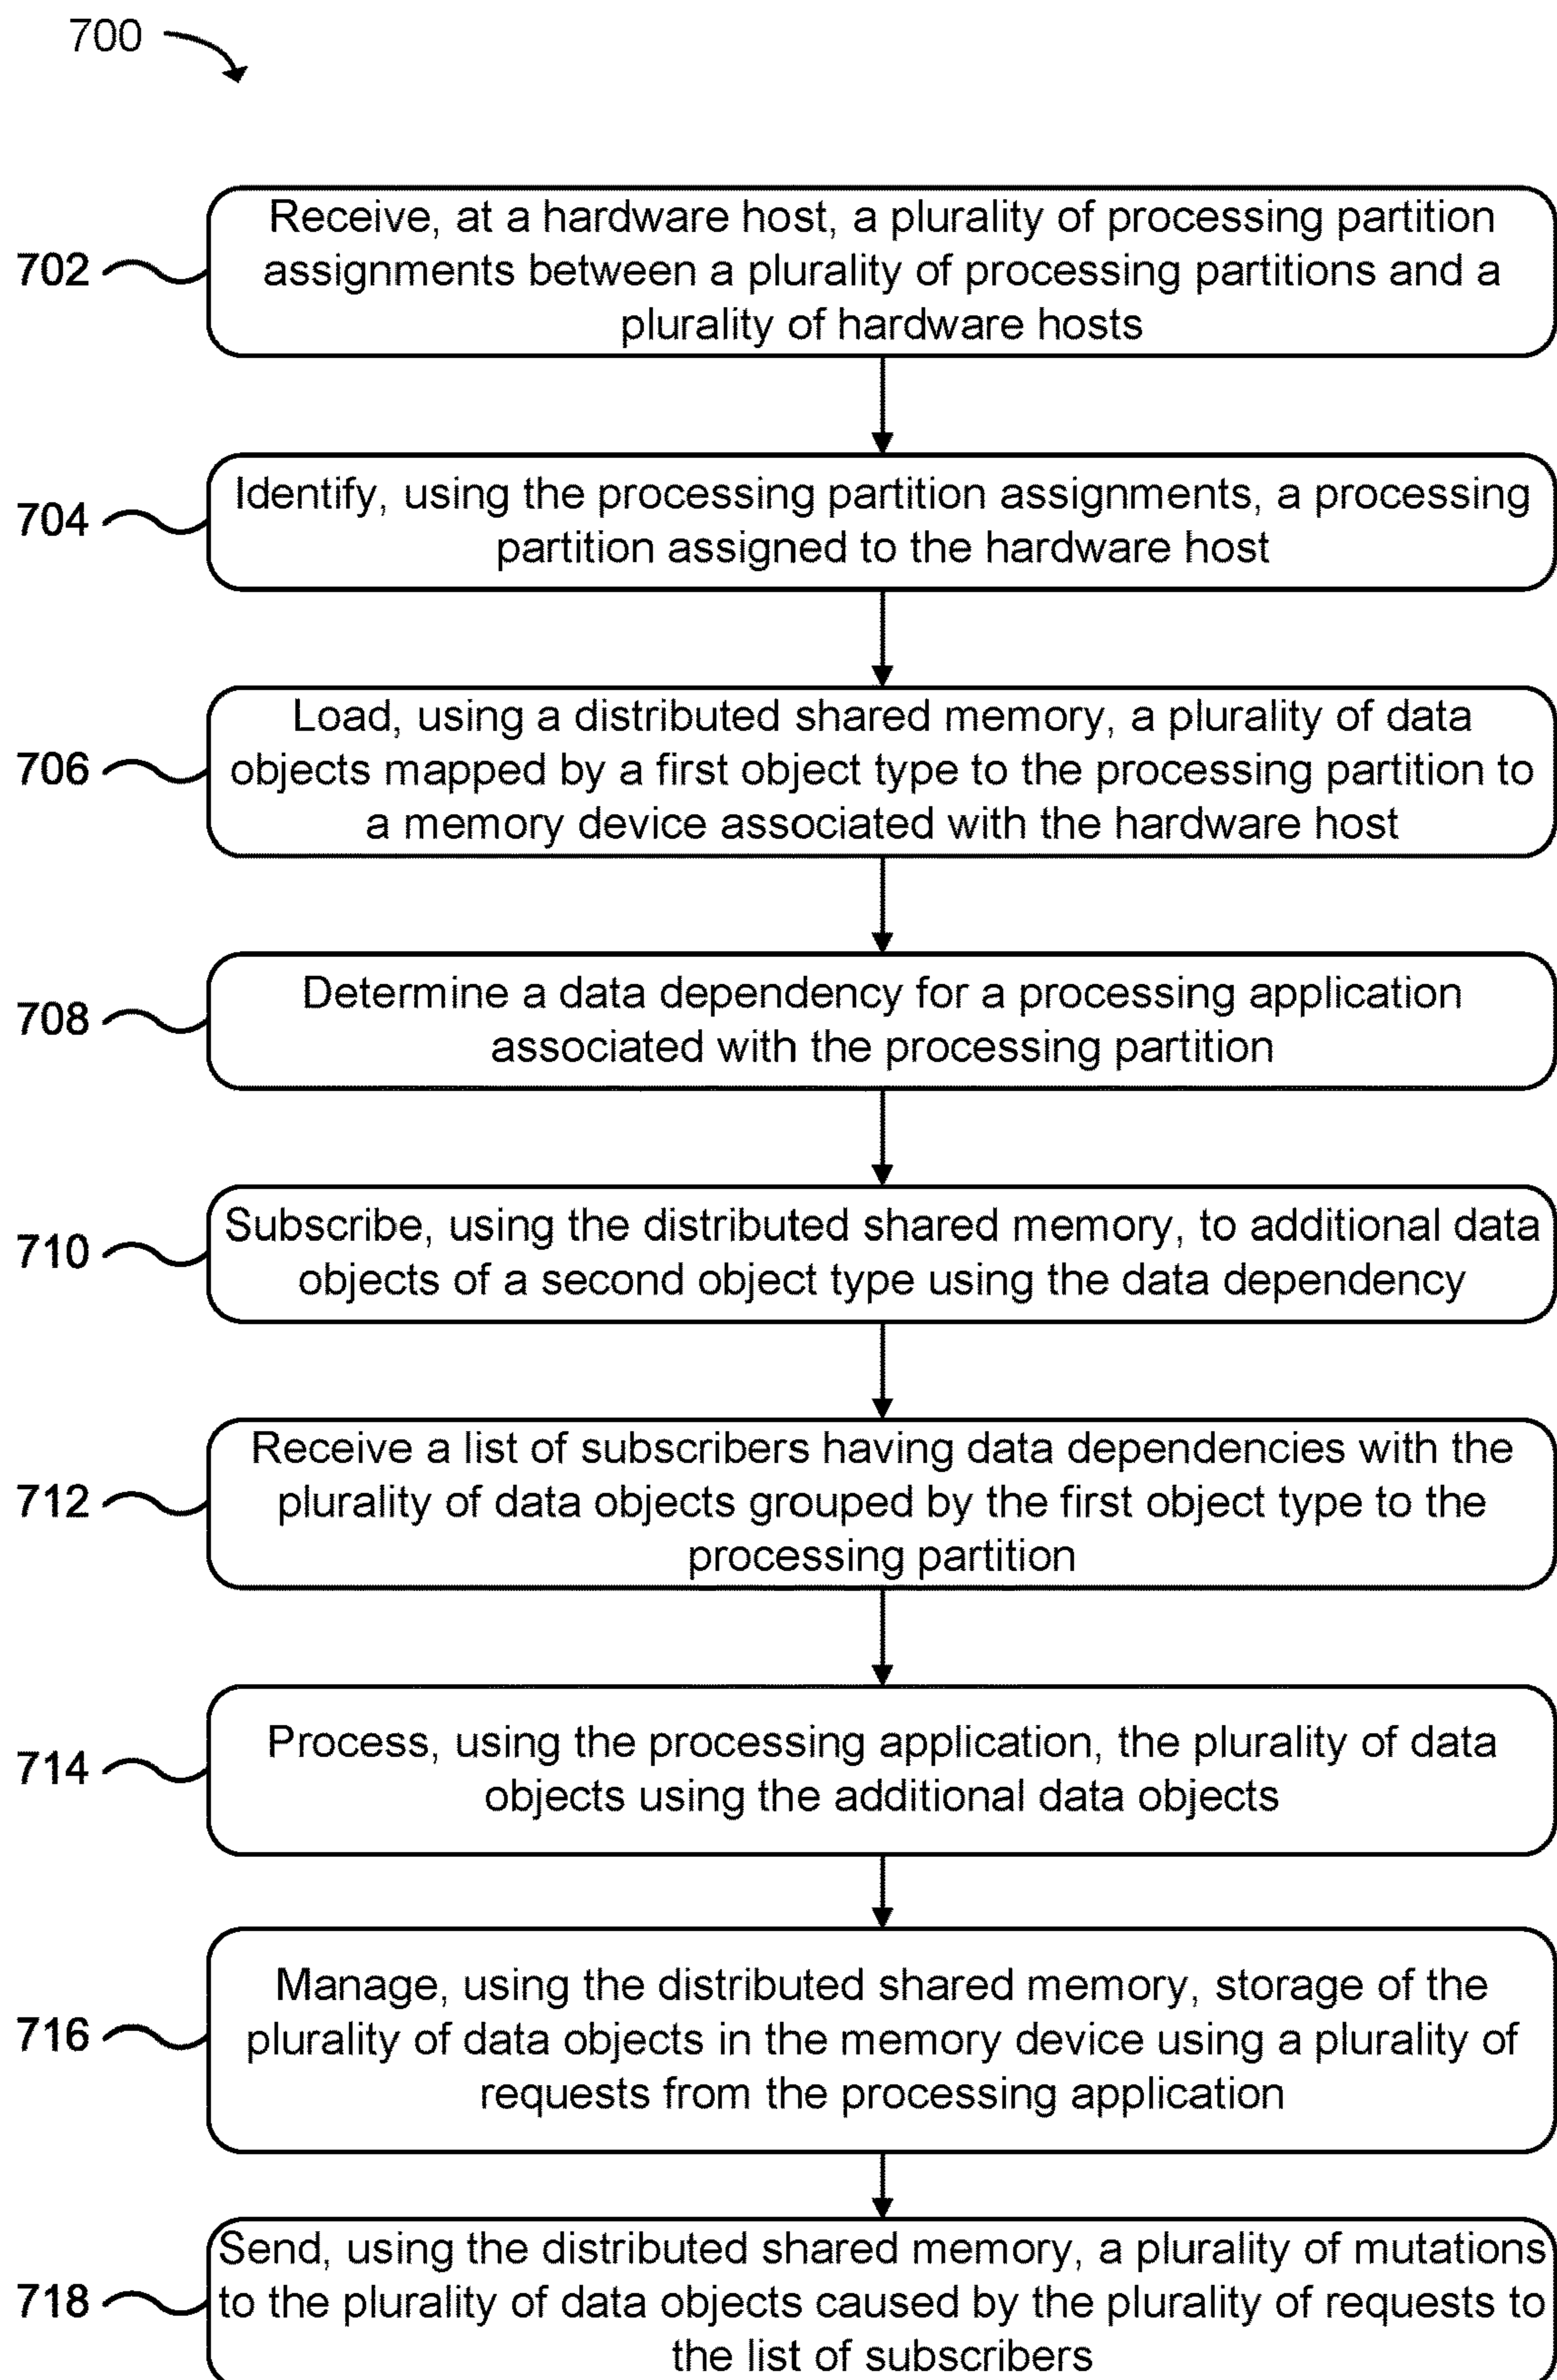 700
702
Receive, at a hardware host, a plurality of processing partition
assignments between a plurality of processing partitions and a
plurality of hardware hosts
704
Identify, using the processing partition assignments, a processing
partition assigned to the hardware host
706
Load, using a distributed shared memory, a plurality of data
objects mapped by a first object type to the processing partition to
a memory device associated with the hardware host
708
Determine a data dependency for a processing application
associated with the processing partition
710
Subscribe, using the distributed shared memory, to additional data
objects of a second object type using the data dependency
712
Receive a list of subscribers having data dependencies with the
plurality of data objects grouped by the first object type to the
processing partition
714
Process, using the processing application, the plurality of data
objects using the additional data objects
716
Manage, using the distributed shared memory, storage of the
plurality of data objects in the memory device using a plurality of
requests from the processing application
718
Send, using the distributed shared memory, a plurality of mutations
to the plurality of data objects caused by the plurality of requests to
the list of subscribers